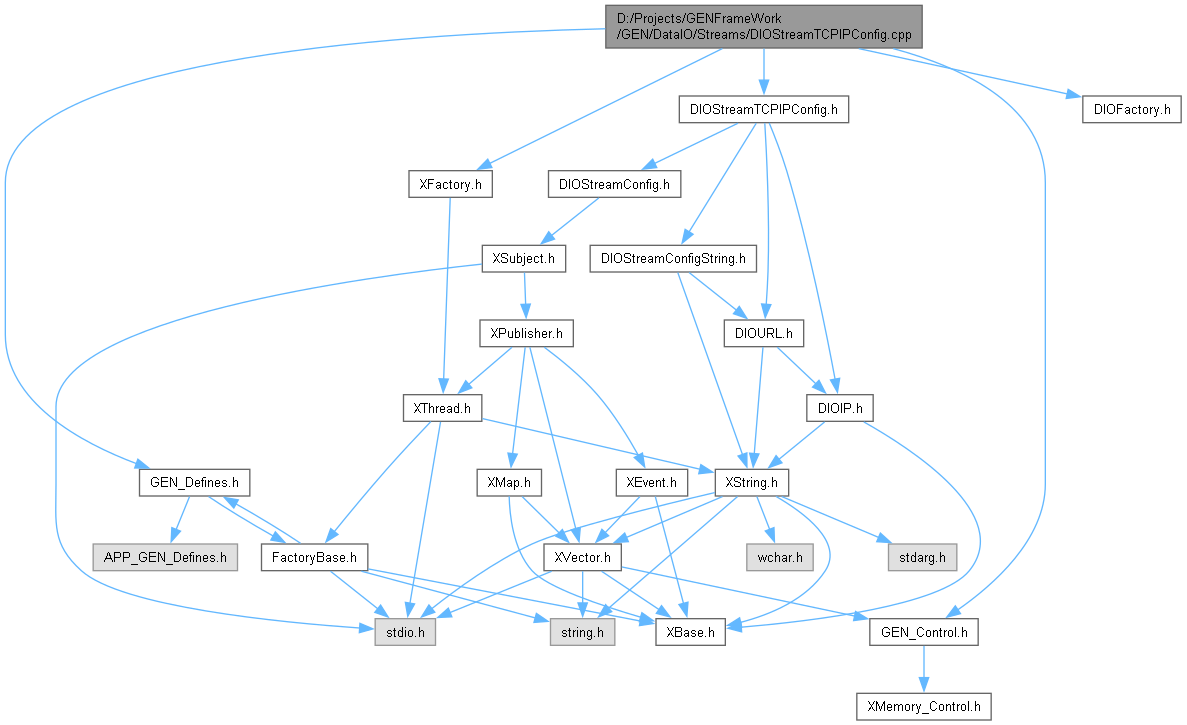 D:/Projects/GENFrameWork
/GEN/DataIO/Streams/DIOStreamTCPIPConfig.cpp
DIOStreamTCPIPConfig.h
DIOFactory.h
XFactory.h
DIOStreamConfig.h
XSubject.h
DIOStreamConfigString.h
XPublisher.h
DIOURL.h
XThread.h
DIOIP.h
GEN_Defines.h
XMap.h
XEvent.h
XString.h
APP_GEN_Defines.h
FactoryBase.h
XVector.h
wchar.h
stdarg.h
stdio.h
string.h
XBase.h
GEN_Control.h
XMemory_Control.h